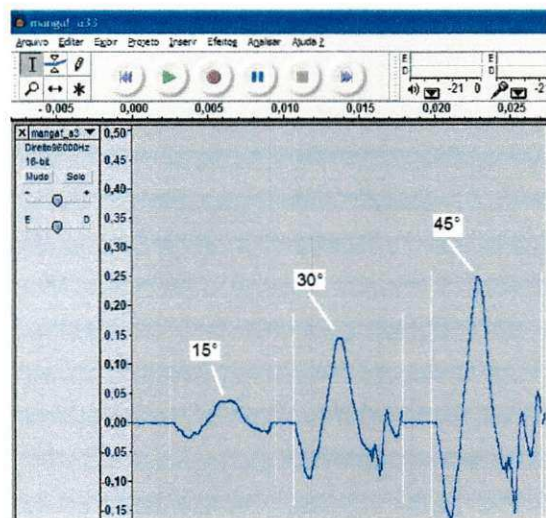 mangaf_a33
Arquivo Editar Exibir Projeto Inserir Efeitos Analisar Ajuda 2
E
D
-21 0
E
D
-2
- 0,005 0,000 0,005 0,010 0,015 0,020 0,025
X mangaf_a3
Direito96000Hz
16-bit
Mudo Solo
- +
E D
0,50
0,45
0,40
0,35
0,30
0,25
0,20
0,15
0,10
0,05
0,00
-0,05
-0,10
-0,15
45°
30°
15°